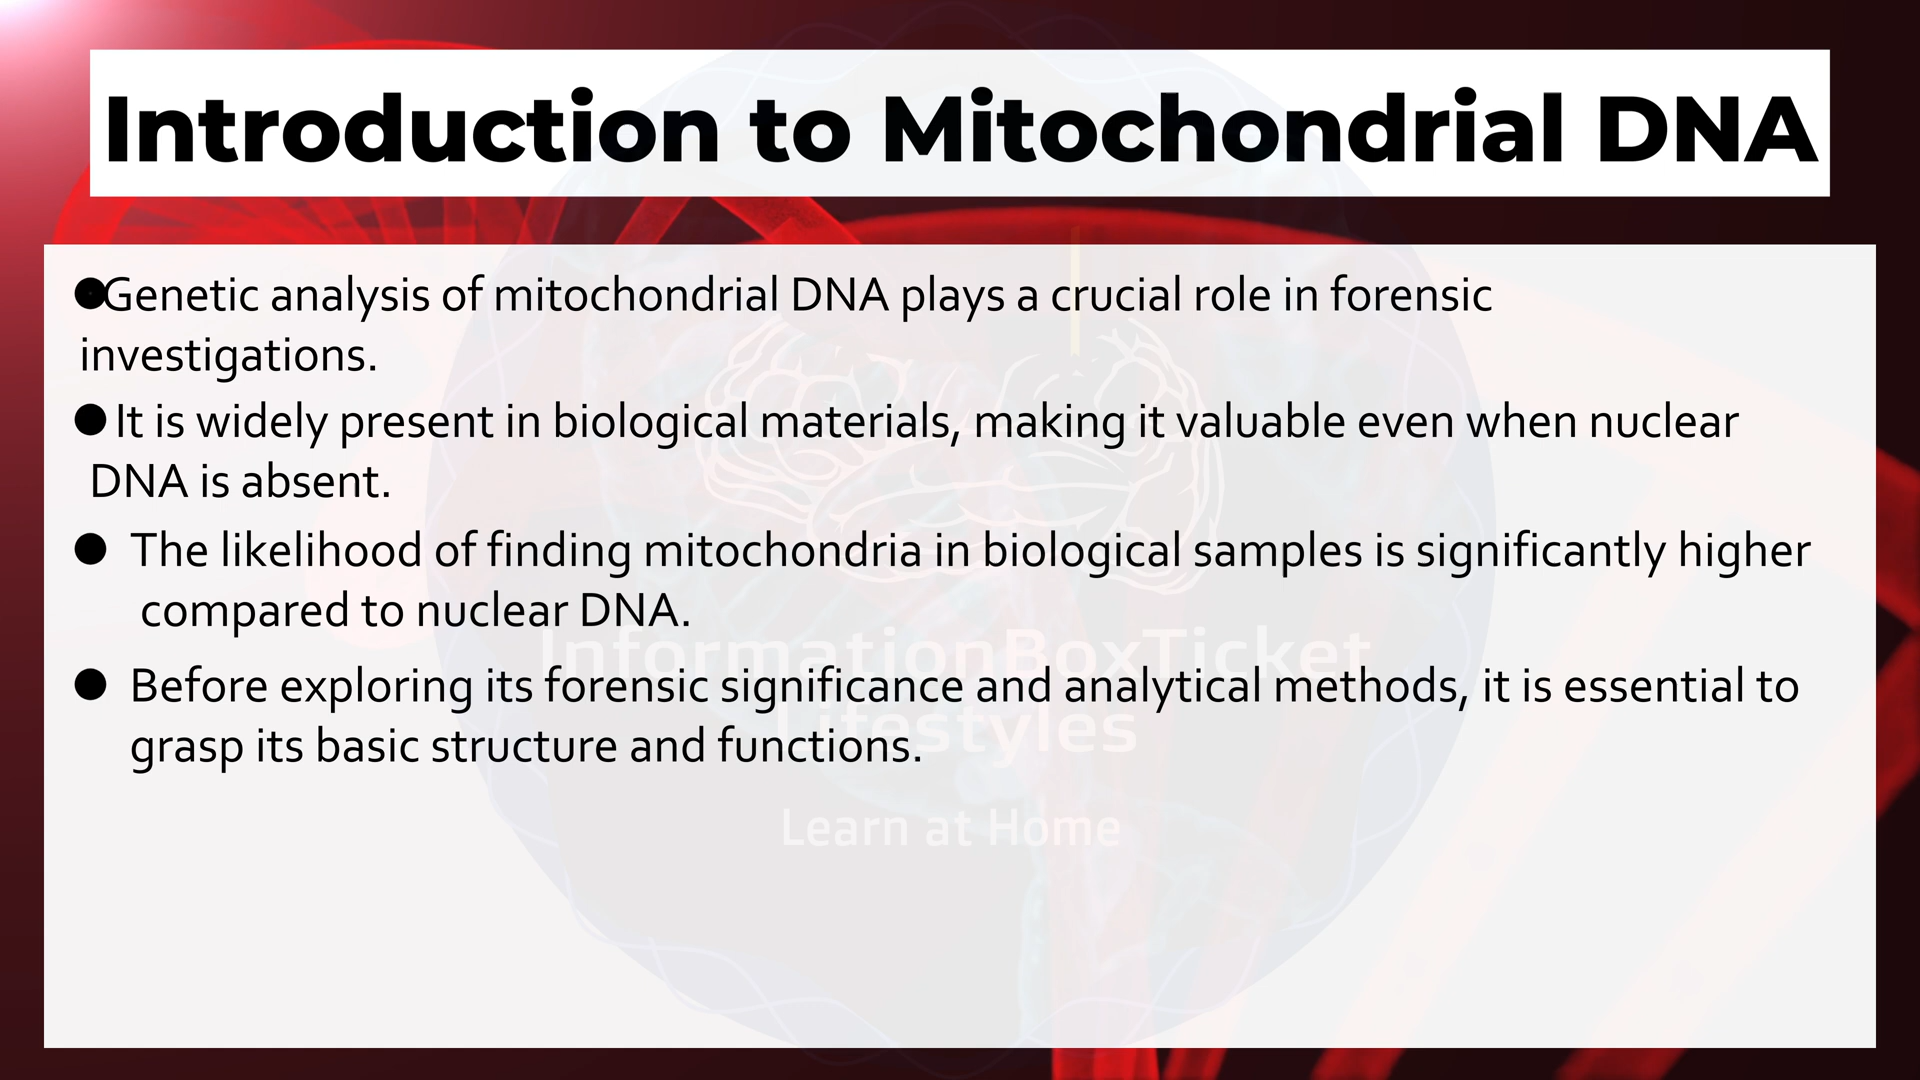 Introduction to Mitochondrial DNA
●Genetic analysis of mitochondrial DNA plays a crucial role in forensic
investigations.
● It is widely present in biological materials, making it valuable even when nuclear
DNA is absent.
● The likelihood of finding mitochondria in biological samples is significantly higher
compared to nuclear DNA.
InformationBoxTicket
● Before exploring its forensic significance and analytical methods, it is essential to
Lifestyles
grasp its basic structure and functions.
Learn at Home